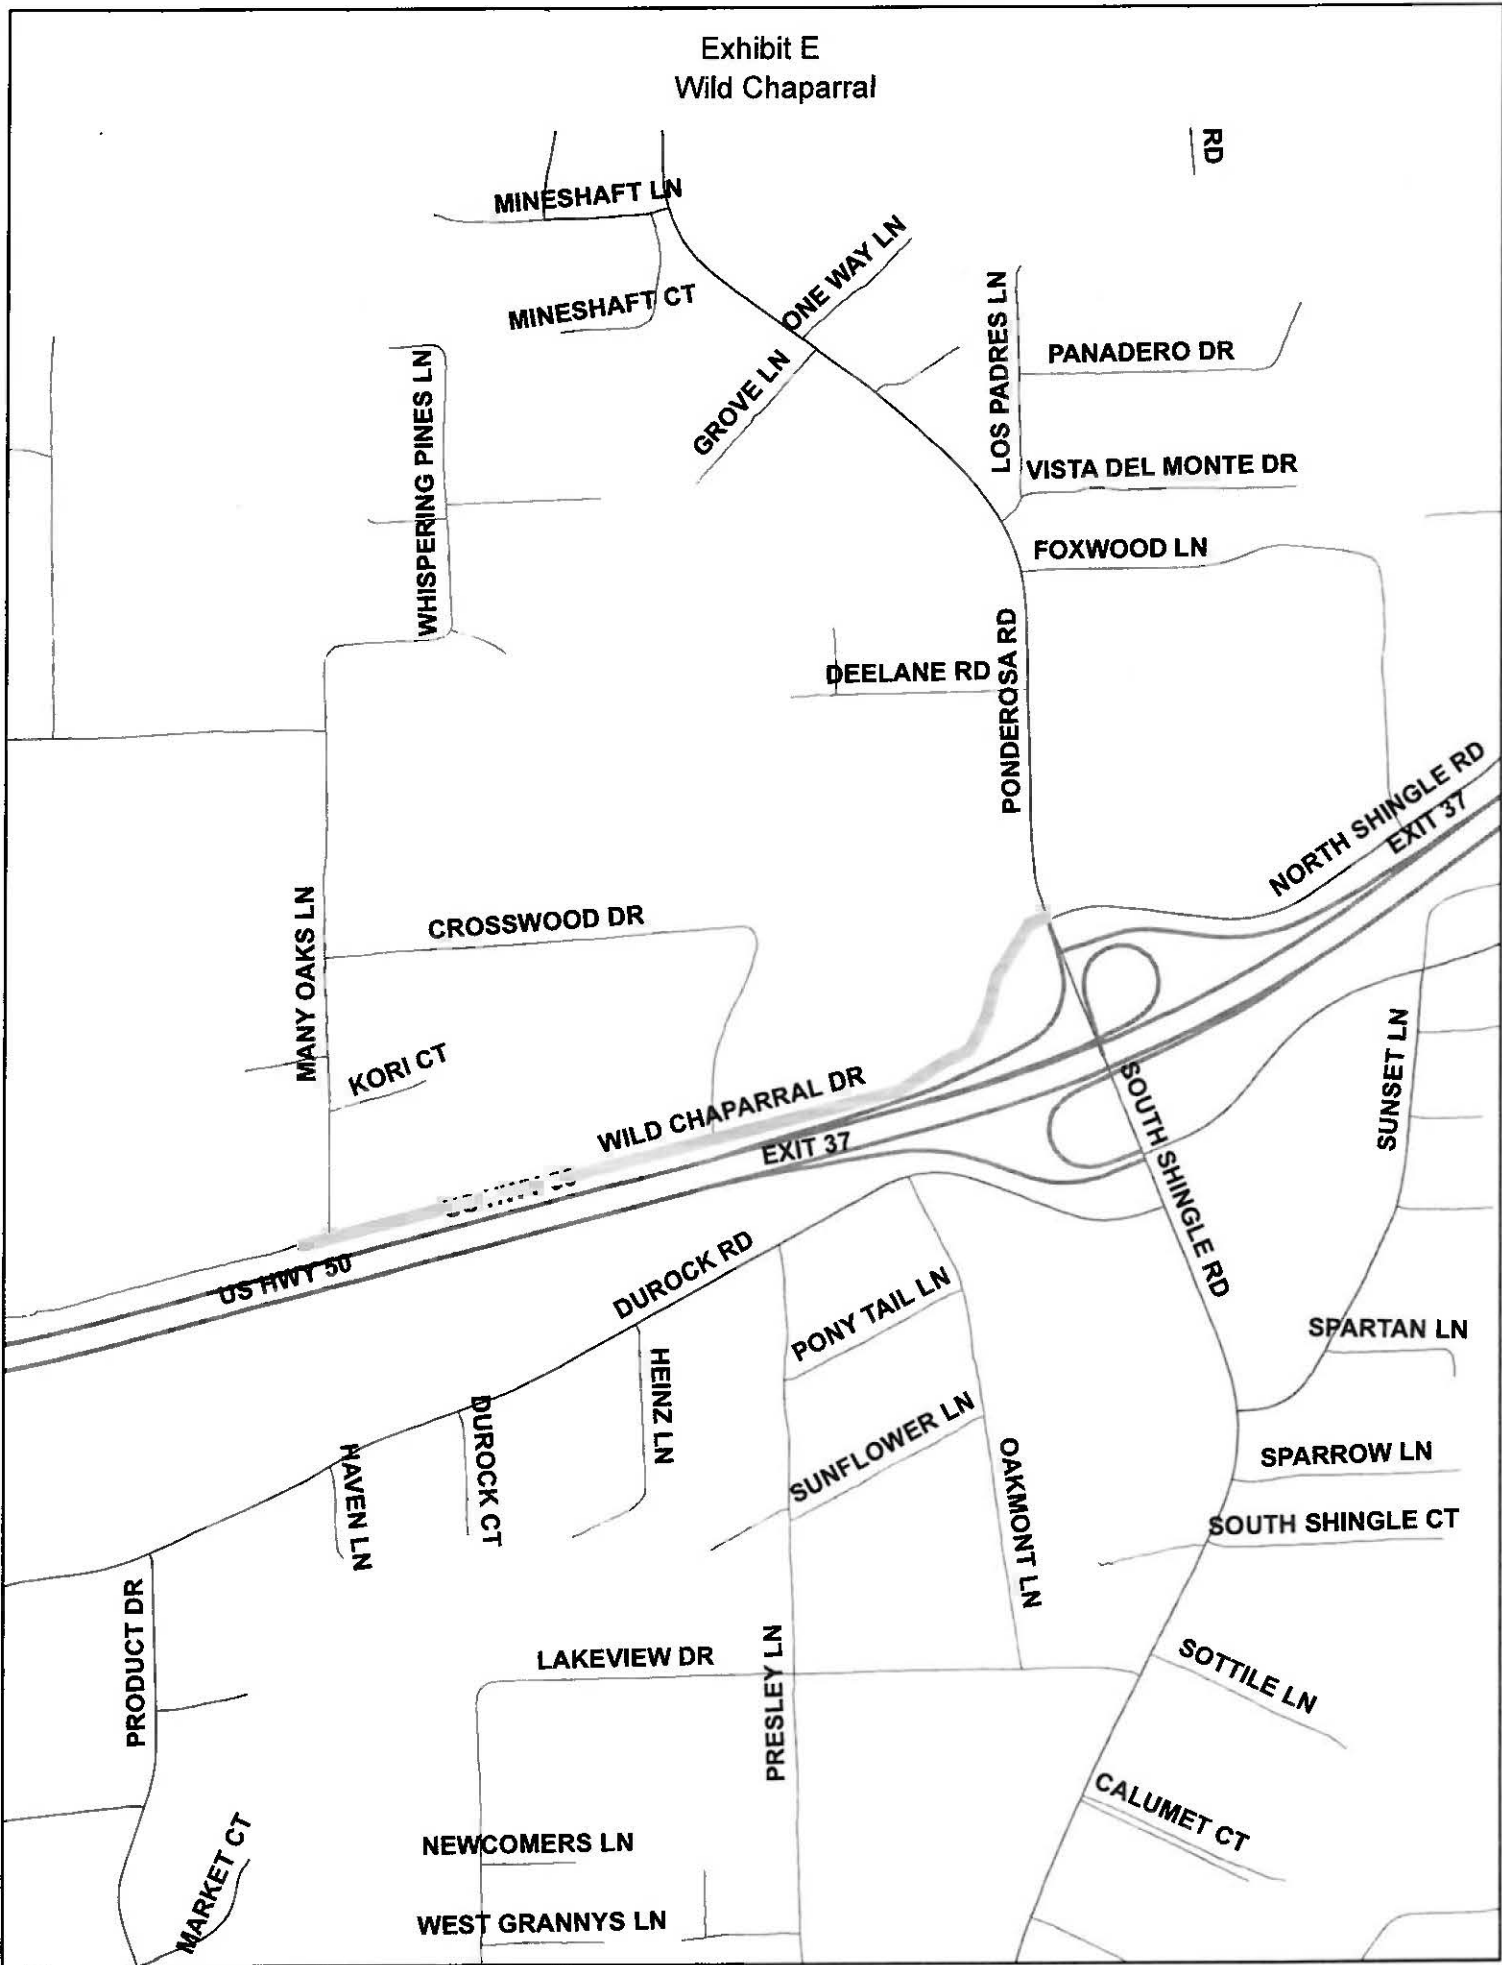 Exhibit E
Wild Chaparral
RD
MINESHAFT LN
ONE WAY LN
MINESHAFT CT
LOS PADRES LN
PANADERO DR
WHISPERING PINES LN
GROVE LN
VISTA DEL MONTE DR
FOXWOOD LN
PONDEROSA RD
DEELANE RD
NORTH SHINGLE RD
EXIT 37
MANY OAKS LN
CROSSWOOD DR
KORI CT
SUNSET LN
WILD CHAPARRAL DR
EXIT 37
SOUTH SHINGLE RD
US HWY 50
US HWY 50
DUROCK RD
PONY TAIL LN
SPARTAN LN
HEINZ LN
DUROCK CT
SUNFLOWER LN
HAVEN LN
OAKMONT LN
SPARROW LN
SOUTH SHINGLE CT
PRODUCT DR
LAKEVIEW DR
PRESLEY LN
SOTTILE LN
CALUMET CT
MARKET CT
NEWCOMERS LN
WEST GRANNYS LN